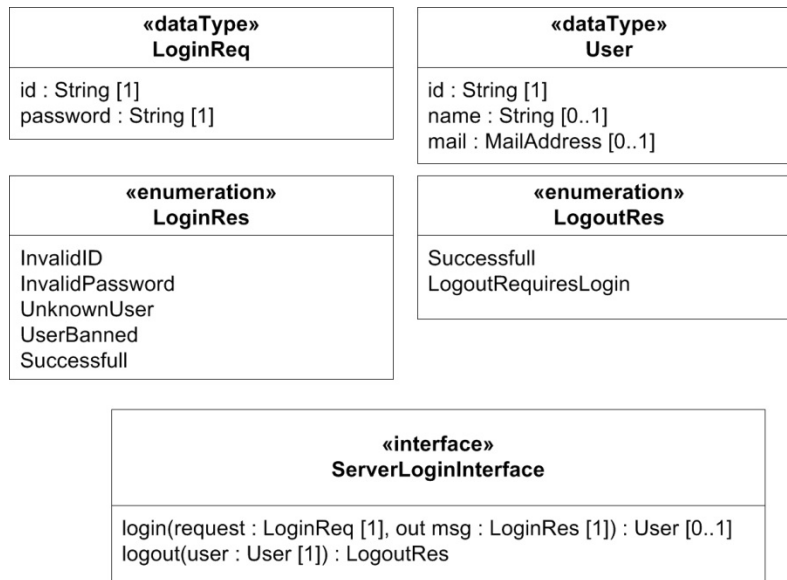 «dataType»
LoginReq
id : String [1]
password : String [1]
«dataType»
User
id : String [1]
name : String [0..1]
mail : MailAddress [0..1]
«enumeration»
LoginRes
InvalidID
InvalidPassword
UnknownUser
UserBanned
Successfull
«enumeration»
LogoutRes
Successfull
LogoutRequiresLogin
«interface»
ServerLoginInterface
login(request : LoginReq [1], out msg : LoginRes [1]) : User [0..1]
logout(user : User [1]) : LogoutRes